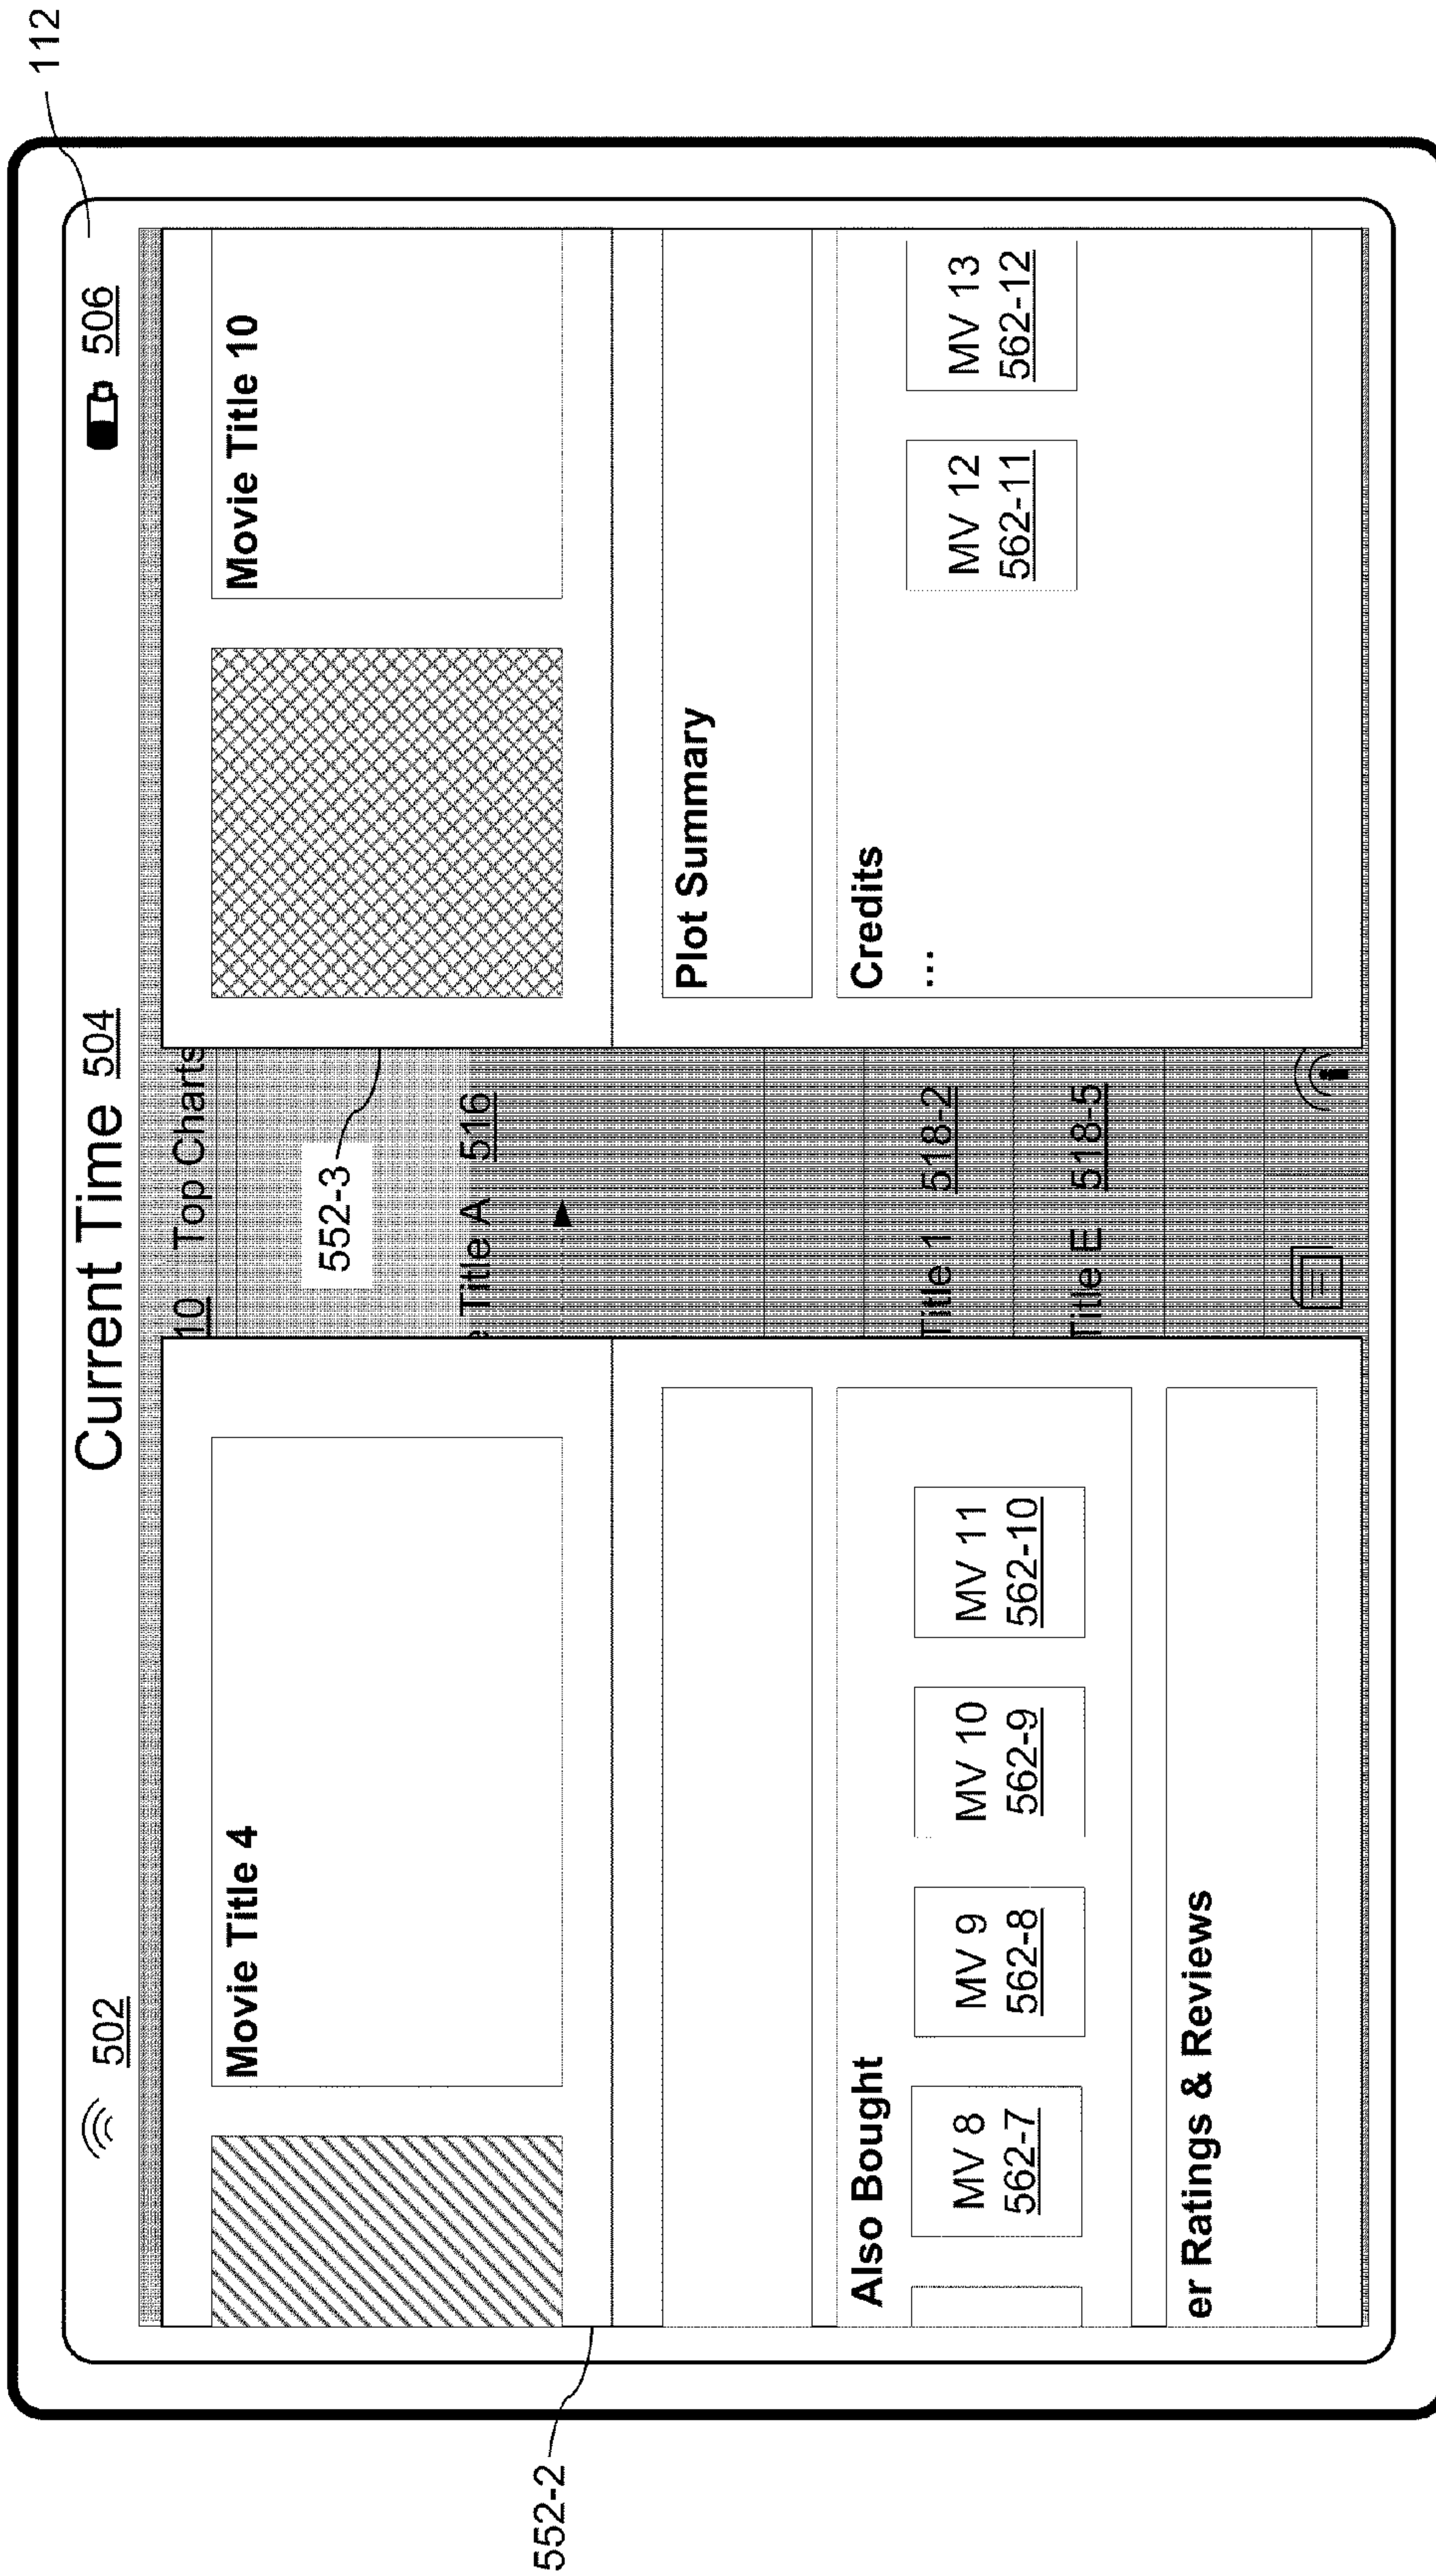 112
502
Current Time 504
506
10
Top Charts
552-3
Title A 516
Title 1 518-2
Title E 518-5
552-2
Movie Title 4
Also Bought
MV 8
562-7
MV 9
562-8
MV 10
562-9
MV 11
562-10
er Ratings & Reviews
Movie Title 10
Plot Summary
Credits
...
MV 12
562-11
MV 13
562-12